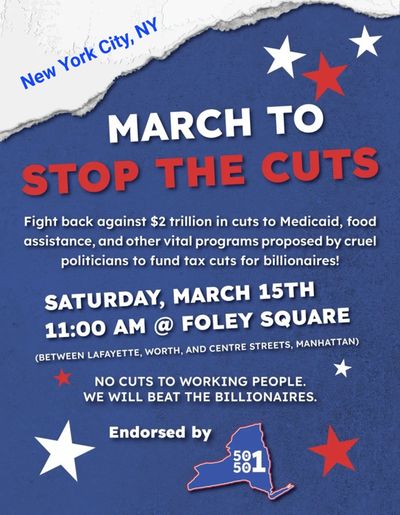 New York City, NY
MARCH TO
STOP THE CUTS
Fight back against $2 trillion in cuts to Medicaid, food
assistance, and other vital programs proposed by cruel
politicians to fund tax cuts for billionaires!
SATURDAY, MARCH 15TH
11:00 AM @ FOLEY SQUARE
(BETWEEN LAFAYETTE, WORTH, AND CENTRE STREETS, MANHATTAN)
NO CUTS TO WORKING PEOPLE.
WE WILL BEAT THE BILLIONAIRES.
Endorsed by
50
50 1